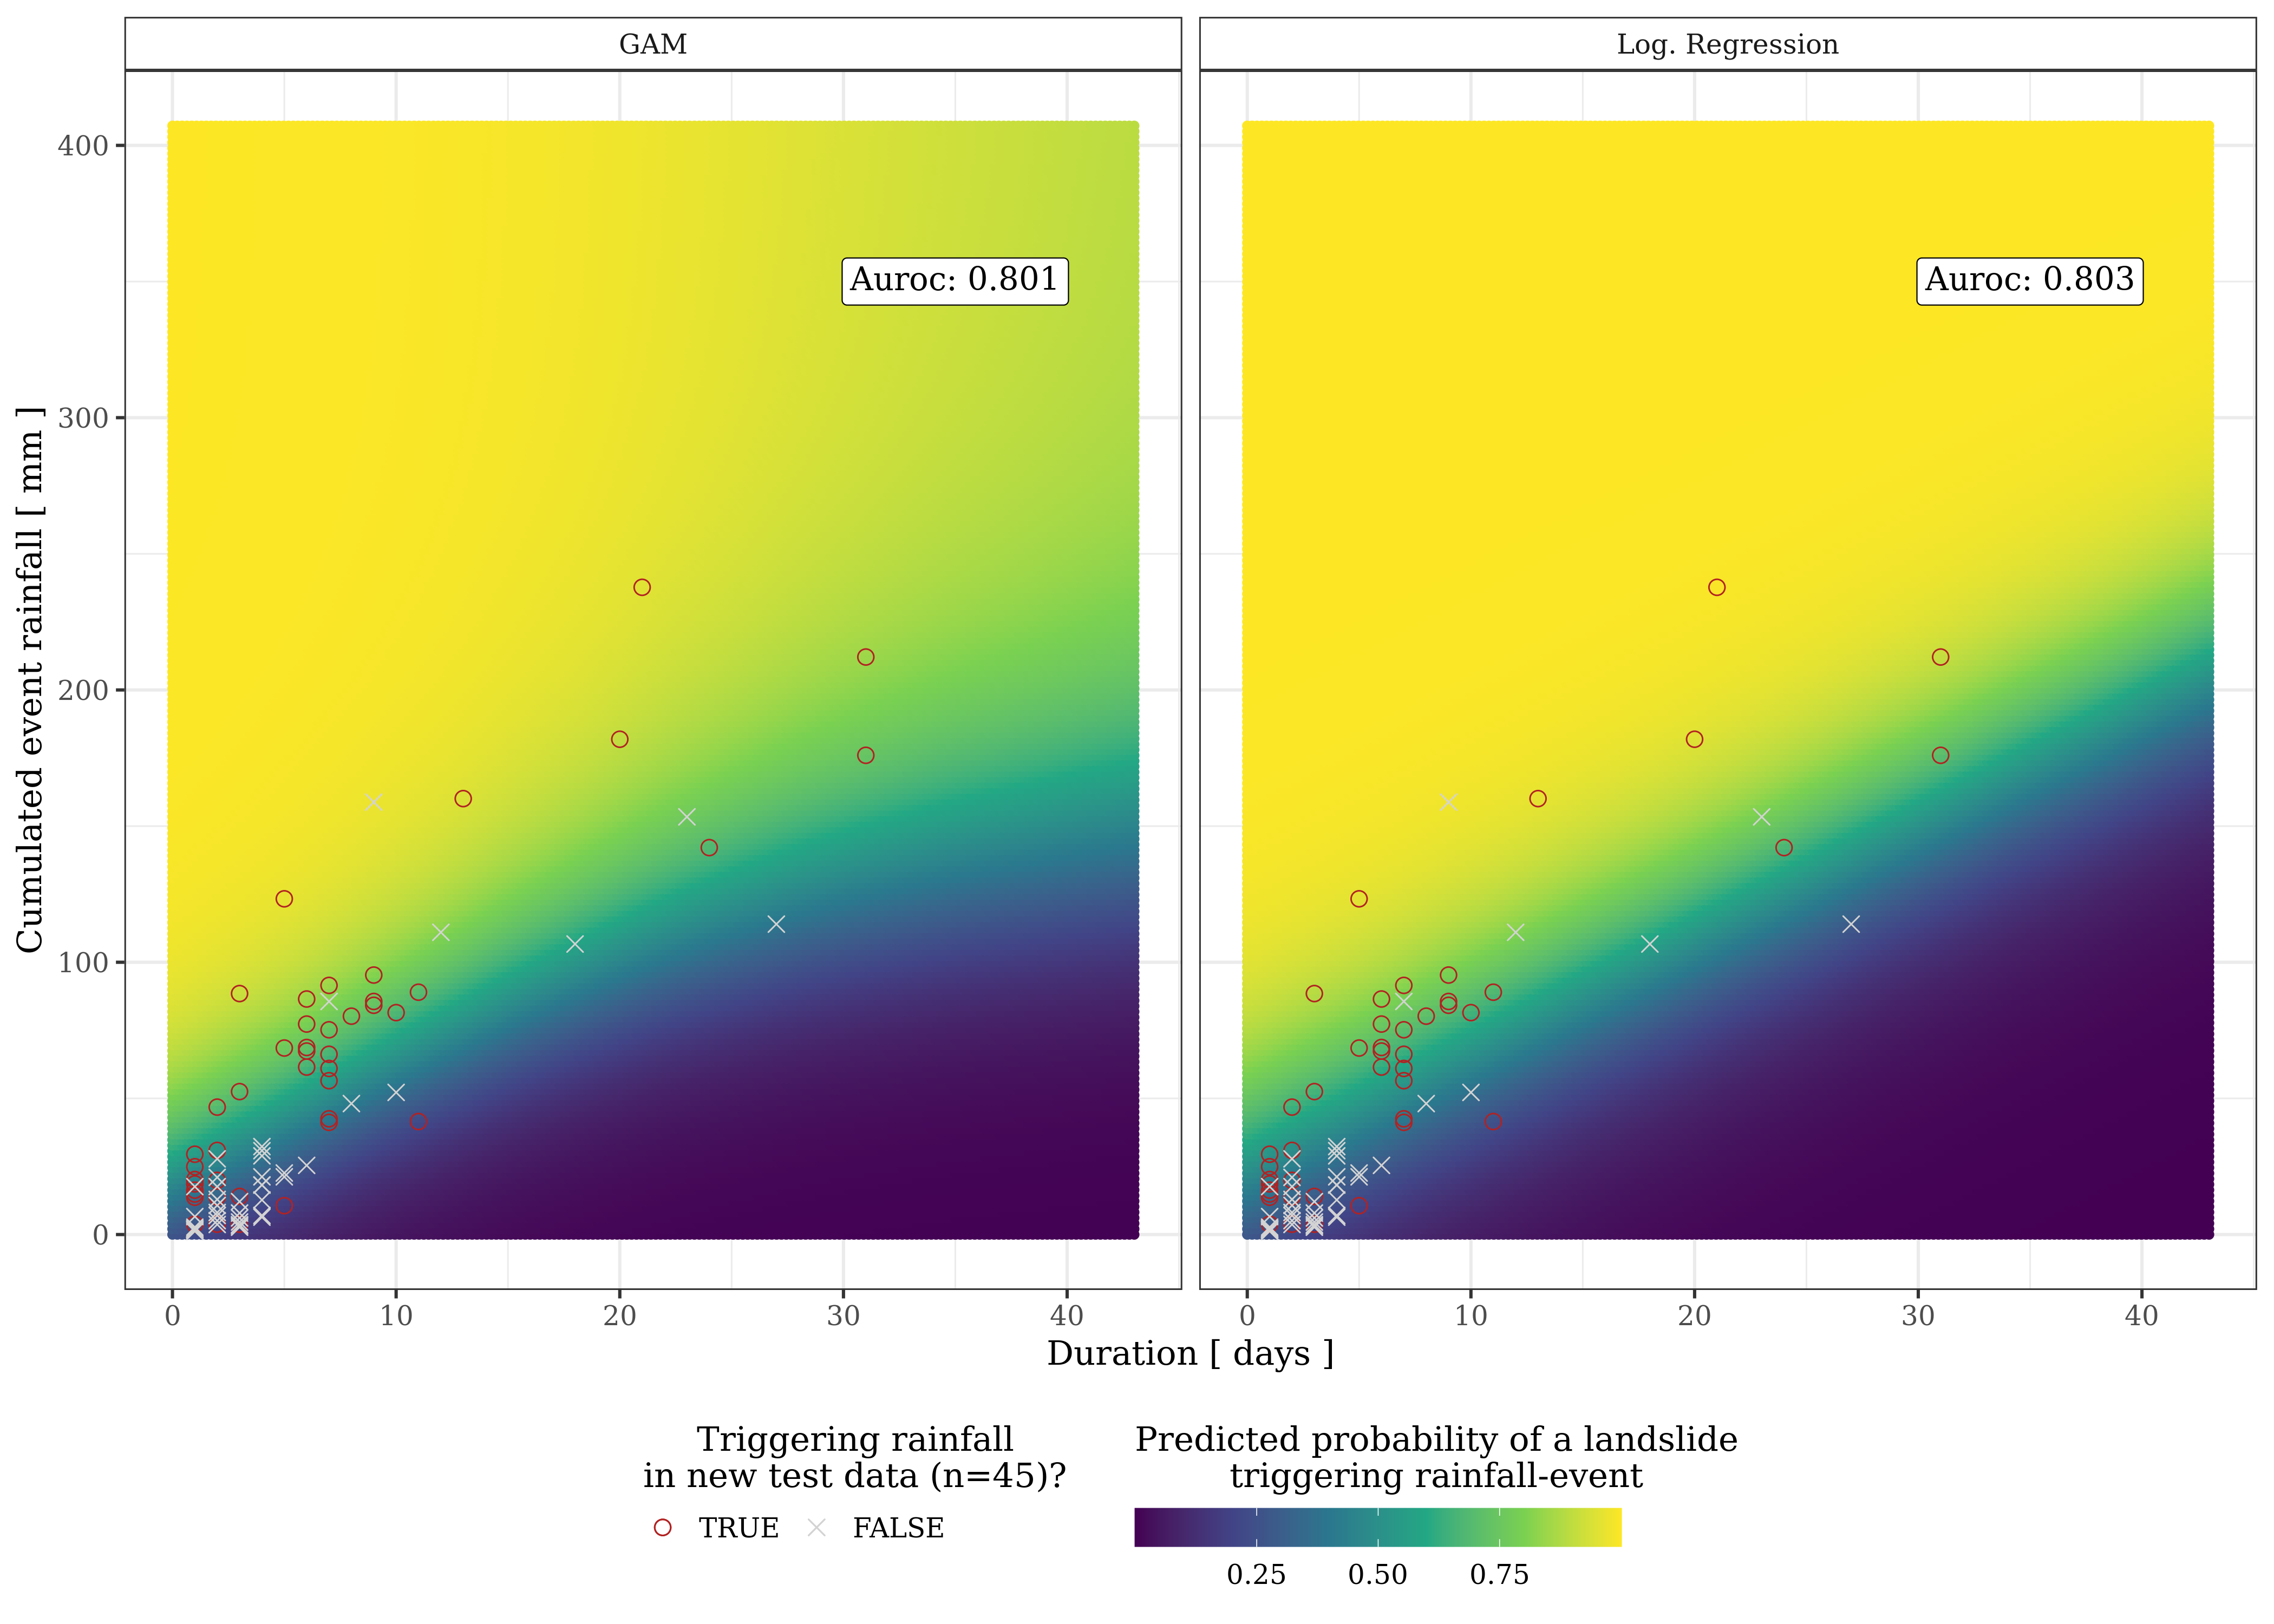 GAM
Log. Regression
Auroc: 0.801
Auroc: 0.803
Cumulated event rainfall [ mm ]
400
300
200
100
0
0 10 20 30 40
0 10 20 30 40
Duration [ days ]
Triggering rainfall
in new test data (n=45)?
TRUE FALSE
Predicted probability of a landslide
triggering rainfall-event
0.25 0.50 0.75